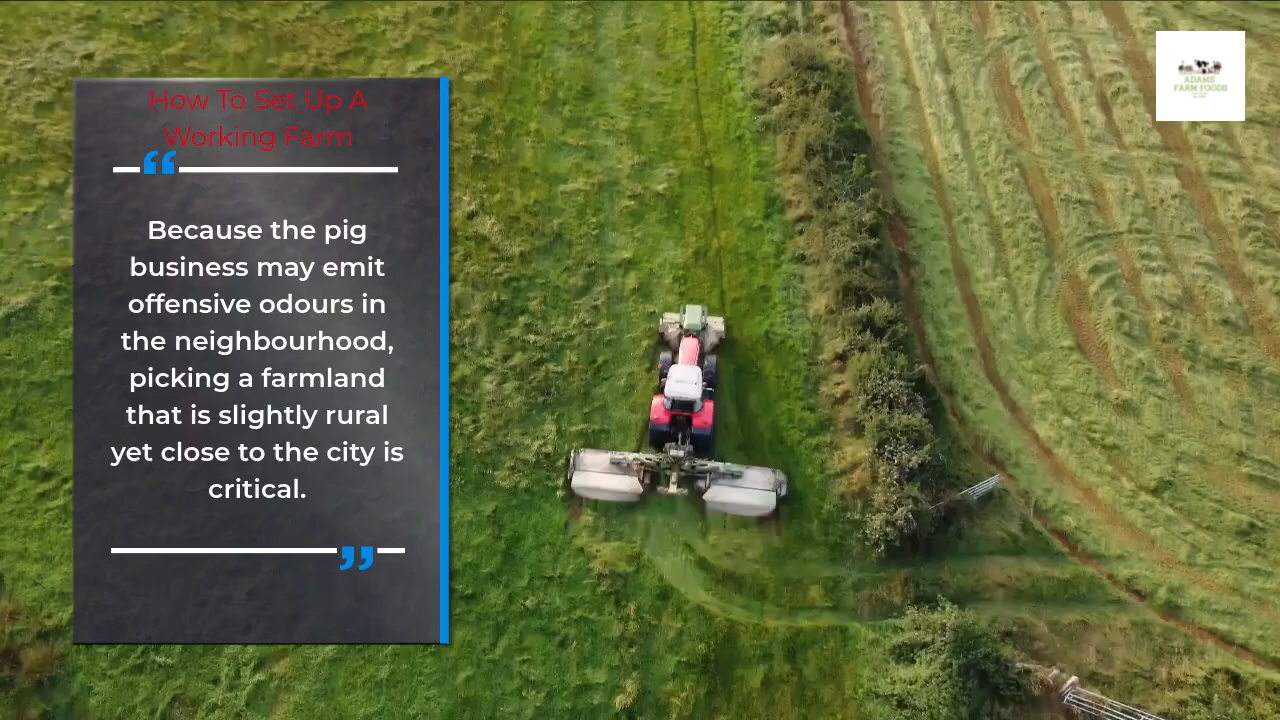 How To Set Up A
Working Farm
“
Because the pig
business may emit
offensive odours in
the neighbourhood,
picking a farmland
that is slightly rural
yet close to the city is
critical.
”
ADAMS
FARM FOODS